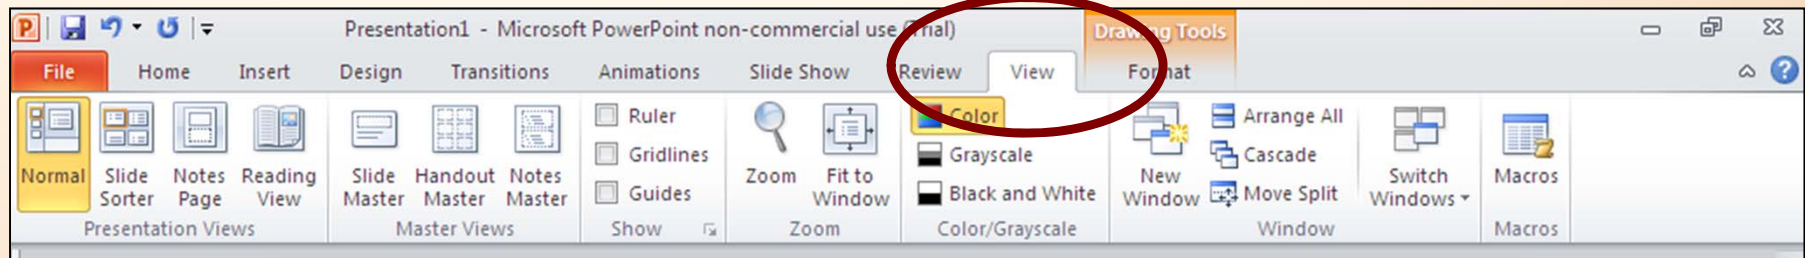 Presentation1 - Microsoft PowerPoint non-commercial use (Trial)
Drawing Tools
File Home Insert Design Transitions Animations Slide Show Review View Format
Ruler
Gridlines
Guides
Color
Grayscale
Black and White
Arrange All
Cascade
Move Split
Normal
Slide Sorter
Notes Page
Reading View
Slide Master
Handout Master
Notes Master
Zoom
Fit to Window
New Window
Switch Windows
Macros
Presentation Views
Master Views
Show
Zoom
Color/Grayscale
Window
Macros